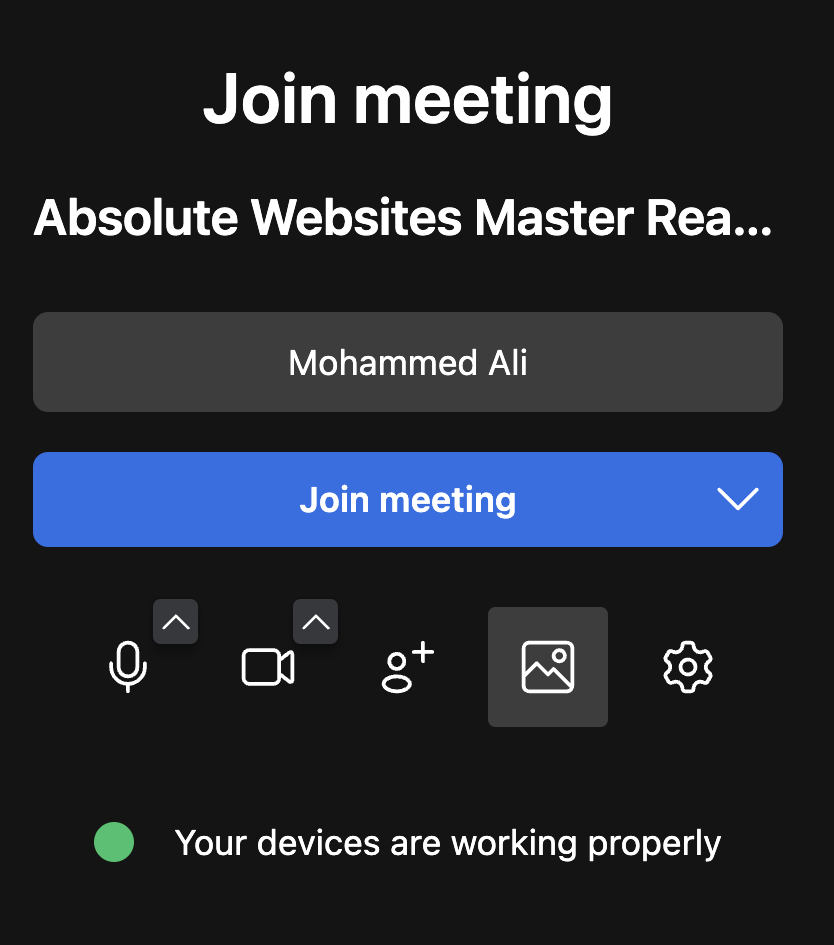 Join meeting
Absolute Websites Master Rea...
Mohammed Ali
Join meeting
Your devices are working properly